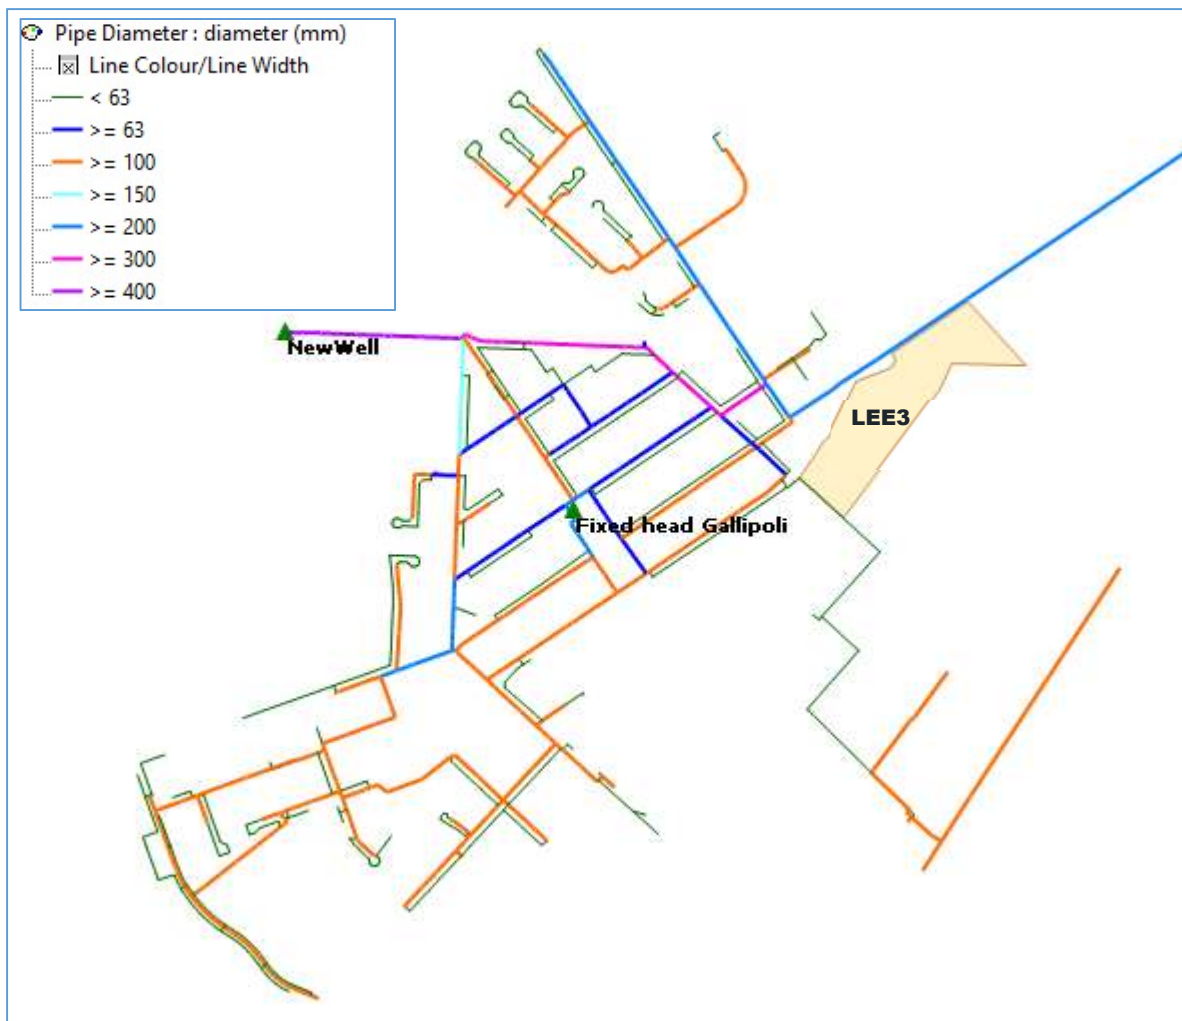 Pipe Diameter : diameter (mm)
Line Colour/Line Width
< 63
>= 63
>= 100
>= 150
>= 200
>= 300
>= 400
NewWell
LEE3
Fixed head Gallipoli